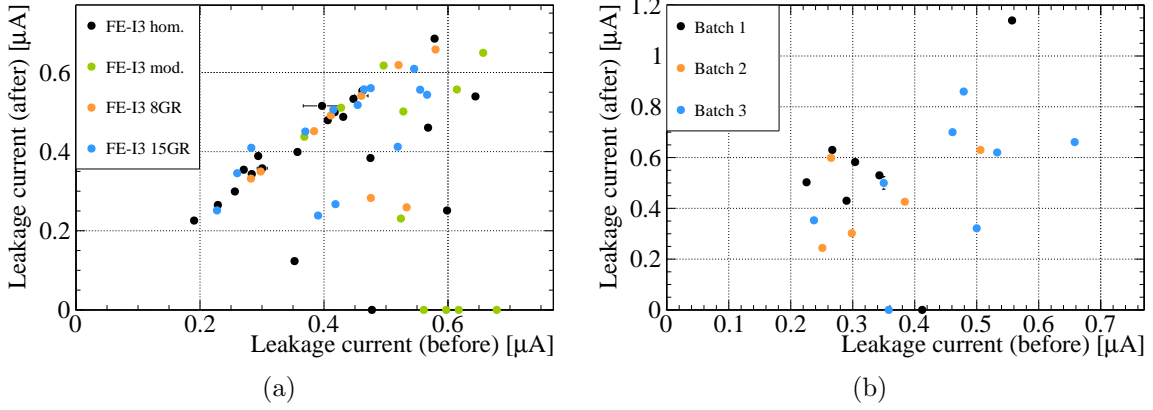 Leakage current (after) [μA]
FE-I3 hom.
FE-I3 mod.
FE-I3 8GR
FE-I3 15GR
0.6
0.4
0.2
0
0 0.2 0.4 0.6
Leakage current (before) [μA]
(a)
Leakage current (after) [μA]
Batch 1
Batch 2
Batch 3
1.2
1
0.8
0.6
0.4
0.2
0
0 0.1 0.2 0.3 0.4 0.5 0.6 0.7
Leakage current (before) [μA]
(b)